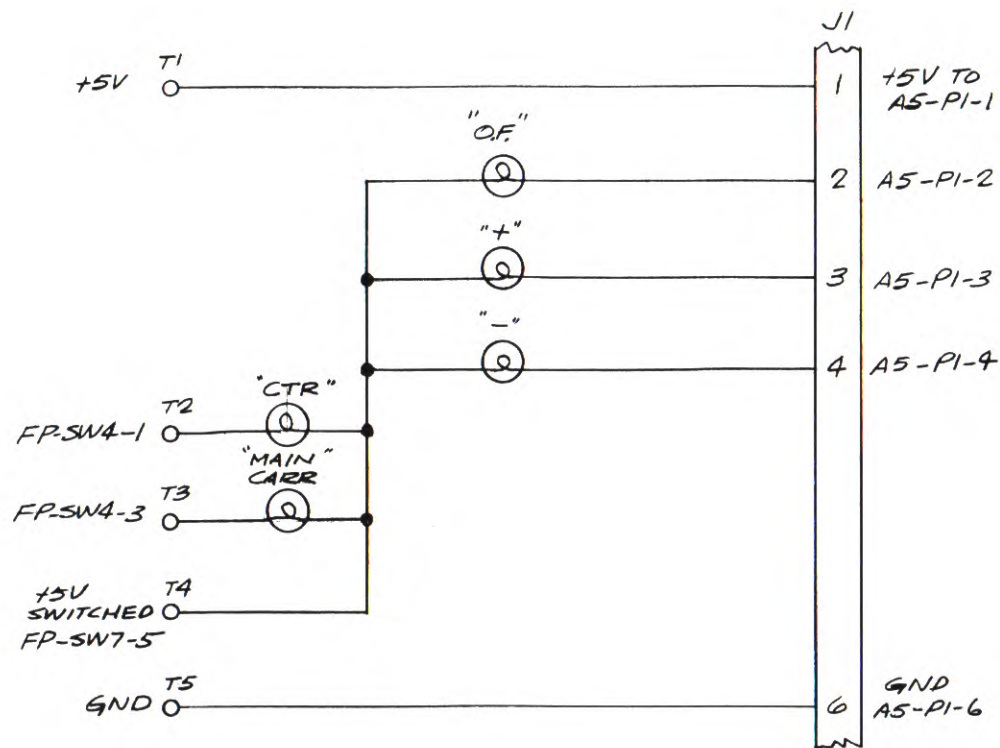 J1
T1
+5V
1
+5V TO
A5-P1-1
"O.F."
2
A5-P1-2
"+"
3
A5-P1-3
"-"
4
A5-P1-4
"CTR"
T2
FP-SW4-1
"MAIN"
CARR
T3
FP-SW4-3
+5V
T4
SWITCHED
FP-SW7-5
T5
GND
6
GND
A5-P1-6